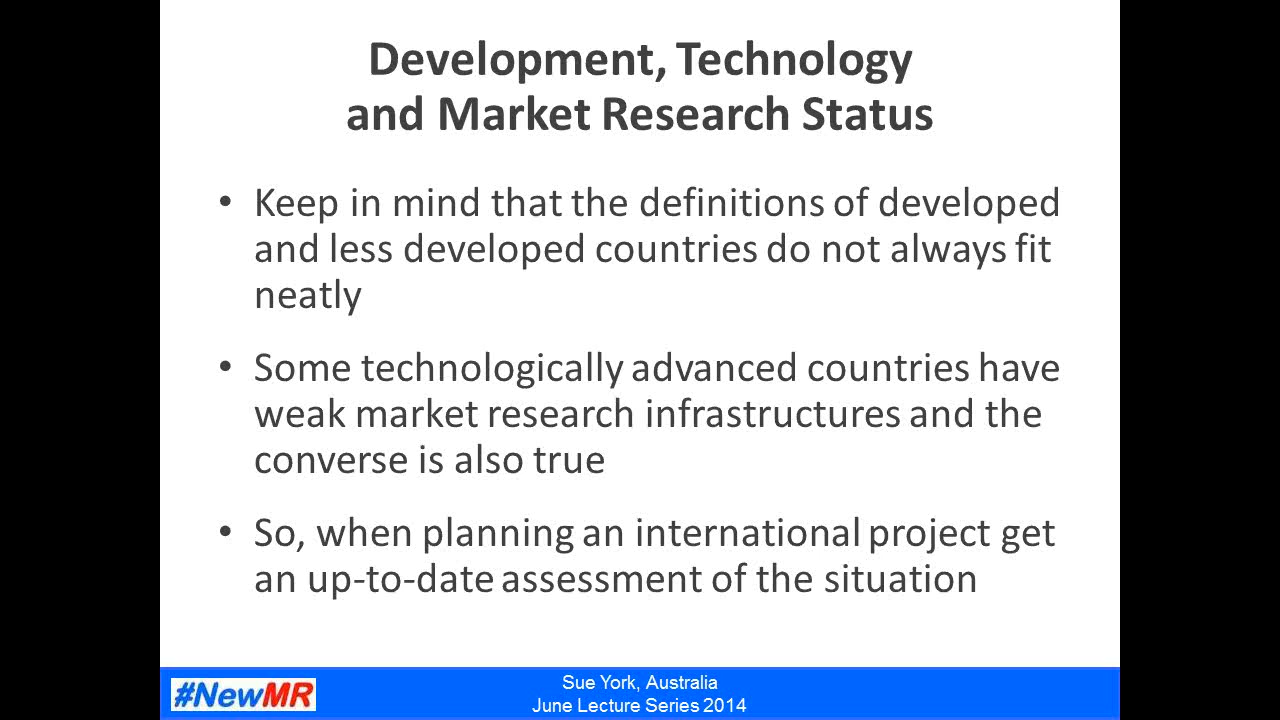 Development, Technology
and Market Research Status
• Keep in mind that the definitions of developed
and less developed countries do not always fit
neatly
• Some technologically advanced countries have
weak market research infrastructures and the
converse is also true
• So, when planning an international project get
an up-to-date assessment of the situation
#NewMR
Sue York, Australia
June Lecture Series 2014